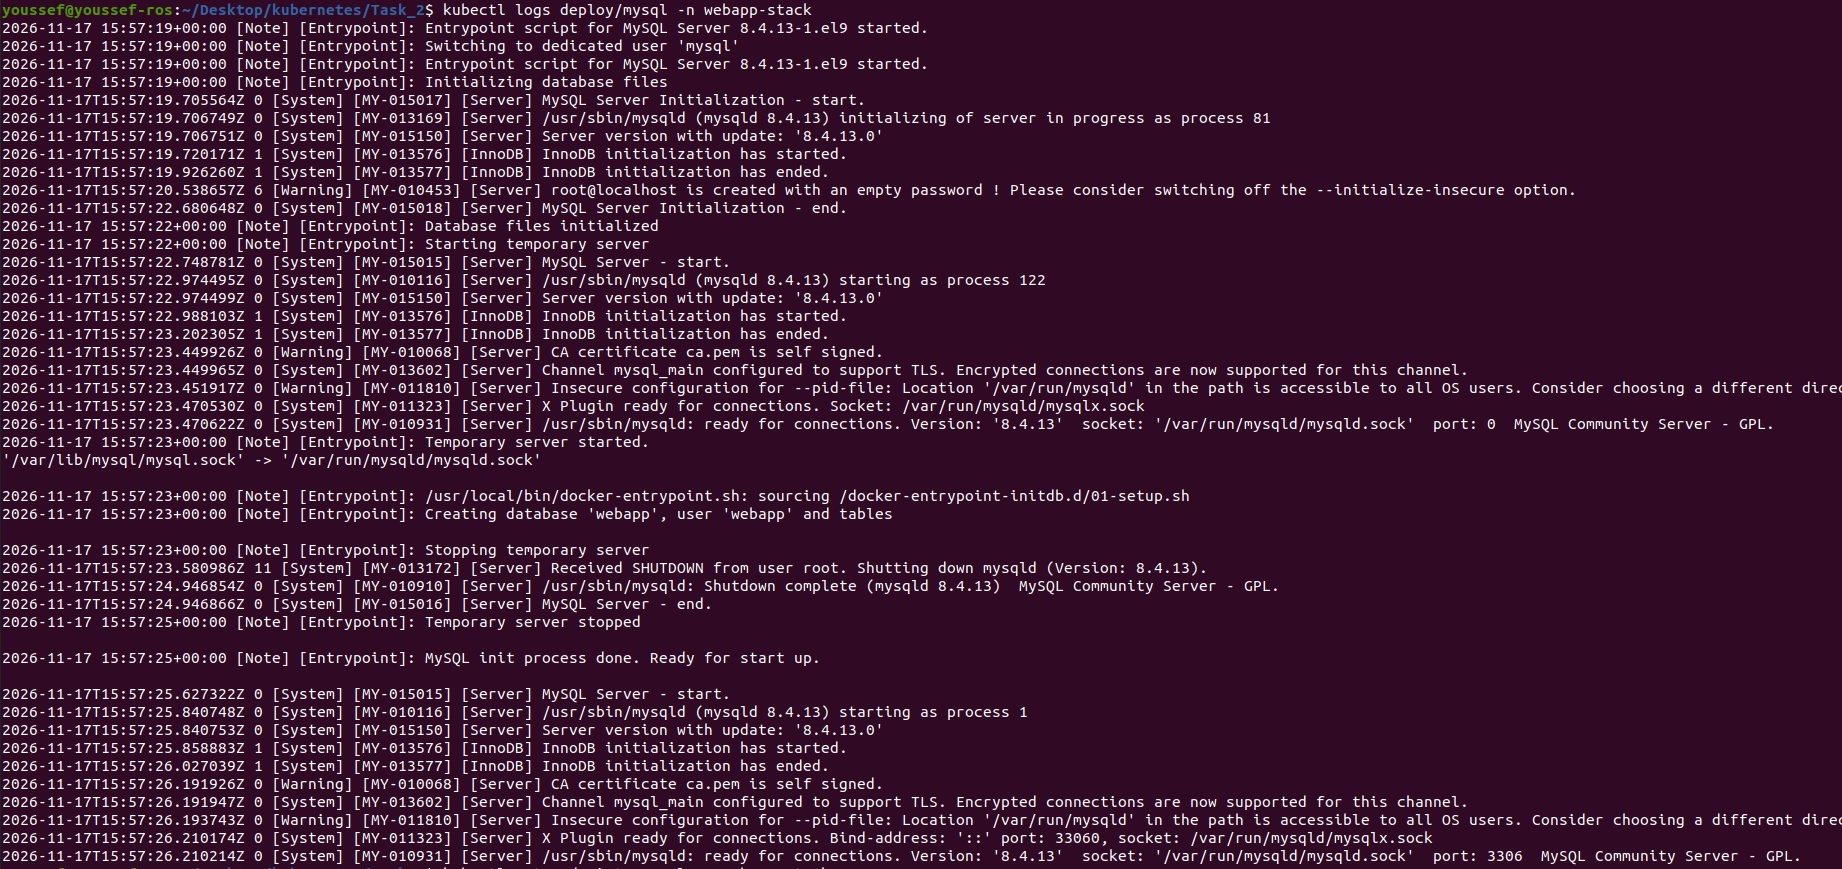 youssef@youssef-ros:~/Desktop/kubernetes/Task_2$ kubectl logs deploy/mysql -n webapp-stack
2026-11-17 15:57:19+00:00 [Note] [Entrypoint]: Entrypoint script for MySQL Server 8.4.13-1.el9 started.
2026-11-17 15:57:19+00:00 [Note] [Entrypoint]: Switching to dedicated user 'mysql'
2026-11-17 15:57:19+00:00 [Note] [Entrypoint]: Entrypoint script for MySQL Server 8.4.13-1.el9 started.
2026-11-17 15:57:19+00:00 [Note] [Entrypoint]: Initializing database files
2026-11-17T15:57:19.705564Z 0 [System] [MY-015017] [Server] MySQL Server Initialization - start.
2026-11-17T15:57:19.706749Z 0 [System] [MY-013169] [Server] /usr/sbin/mysqld (mysqld 8.4.13) initializing of server in progress as process 81
2026-11-17T15:57:19.706751Z 0 [System] [MY-015150] [Server] Server version with update: '8.4.13.0'
2026-11-17T15:57:19.720171Z 1 [System] [MY-013576] [InnoDB] InnoDB initialization has started.
2026-11-17T15:57:19.926260Z 1 [System] [MY-013577] [InnoDB] InnoDB initialization has ended.
2026-11-17T15:57:20.538657Z 6 [Warning] [MY-010453] [Server] root@localhost is created with an empty password ! Please consider switching off the --initialize-insecure option.
2026-11-17T15:57:22.680648Z 0 [System] [MY-015018] [Server] MySQL Server Initialization - end.
2026-11-17 15:57:22+00:00 [Note] [Entrypoint]: Database files initialized
2026-11-17 15:57:22+00:00 [Note] [Entrypoint]: Starting temporary server
2026-11-17T15:57:22.748781Z 0 [System] [MY-015015] [Server] MySQL Server - start.
2026-11-17T15:57:22.974495Z 0 [System] [MY-010116] [Server] /usr/sbin/mysqld (mysqld 8.4.13) starting as process 122
2026-11-17T15:57:22.974499Z 0 [System] [MY-015150] [Server] Server version with update: '8.4.13.0'
2026-11-17T15:57:22.988103Z 1 [System] [MY-013576] [InnoDB] InnoDB initialization has started.
2026-11-17T15:57:23.202305Z 1 [System] [MY-013577] [InnoDB] InnoDB initialization has ended.
2026-11-17T15:57:23.449926Z 0 [Warning] [MY-010068] [Server] CA certificate ca.pem is self signed.
2026-11-17T15:57:23.449965Z 0 [System] [MY-013602] [Server] Channel mysql_main configured to support TLS. Encrypted connections are now supported for this channel.
2026-11-17T15:57:23.451917Z 0 [Warning] [MY-011810] [Server] Insecure configuration for --pid-file: Location '/var/run/mysqld' in the path is accessible to all OS users. Consider choosing a different direc
2026-11-17T15:57:23.470530Z 0 [System] [MY-011323] [Server] X Plugin ready for connections. Socket: /var/run/mysqld/mysqlx.sock
2026-11-17T15:57:23.470622Z 0 [System] [MY-010931] [Server] /usr/sbin/mysqld: ready for connections. Version: '8.4.13'  socket: '/var/run/mysqld/mysqld.sock'  port: 0  MySQL Community Server - GPL.
2026-11-17 15:57:23+00:00 [Note] [Entrypoint]: Temporary server started.
'/var/lib/mysql/mysql.sock' -> '/var/run/mysqld/mysqld.sock'
2026-11-17 15:57:23+00:00 [Note] [Entrypoint]: /usr/local/bin/docker-entrypoint.sh: sourcing /docker-entrypoint-initdb.d/01-setup.sh
2026-11-17 15:57:23+00:00 [Note] [Entrypoint]: Creating database 'webapp', user 'webapp' and tables
2026-11-17 15:57:23+00:00 [Note] [Entrypoint]: Stopping temporary server
2026-11-17T15:57:23.580986Z 11 [System] [MY-013172] [Server] Received SHUTDOWN from user root. Shutting down mysqld (Version: 8.4.13).
2026-11-17T15:57:24.946854Z 0 [System] [MY-010910] [Server] /usr/sbin/mysqld: Shutdown complete (mysqld 8.4.13)  MySQL Community Server - GPL.
2026-11-17T15:57:24.946866Z 0 [System] [MY-015016] [Server] MySQL Server - end.
2026-11-17 15:57:25+00:00 [Note] [Entrypoint]: Temporary server stopped
2026-11-17 15:57:25+00:00 [Note] [Entrypoint]: MySQL init process done. Ready for start up.
2026-11-17T15:57:25.627322Z 0 [System] [MY-015015] [Server] MySQL Server - start.
2026-11-17T15:57:25.840748Z 0 [System] [MY-010116] [Server] /usr/sbin/mysqld (mysqld 8.4.13) starting as process 1
2026-11-17T15:57:25.840753Z 0 [System] [MY-015150] [Server] Server version with update: '8.4.13.0'
2026-11-17T15:57:25.858883Z 1 [System] [MY-013576] [InnoDB] InnoDB initialization has started.
2026-11-17T15:57:26.027039Z 1 [System] [MY-013577] [InnoDB] InnoDB initialization has ended.
2026-11-17T15:57:26.191926Z 0 [Warning] [MY-010068] [Server] CA certificate ca.pem is self signed.
2026-11-17T15:57:26.191947Z 0 [System] [MY-013602] [Server] Channel mysql_main configured to support TLS. Encrypted connections are now supported for this channel.
2026-11-17T15:57:26.193743Z 0 [Warning] [MY-011810] [Server] Insecure configuration for --pid-file: Location '/var/run/mysqld' in the path is accessible to all OS users. Consider choosing a different direc
2026-11-17T15:57:26.210174Z 0 [System] [MY-011323] [Server] X Plugin ready for connections. Bind-address: '::' port: 33060, socket: /var/run/mysqld/mysqlx.sock
2026-11-17T15:57:26.210214Z 0 [System] [MY-010931] [Server] /usr/sbin/mysqld: ready for connections. Version: '8.4.13'  socket: '/var/run/mysqld/mysqld.sock'  port: 3306  MySQL Community Server - GPL.